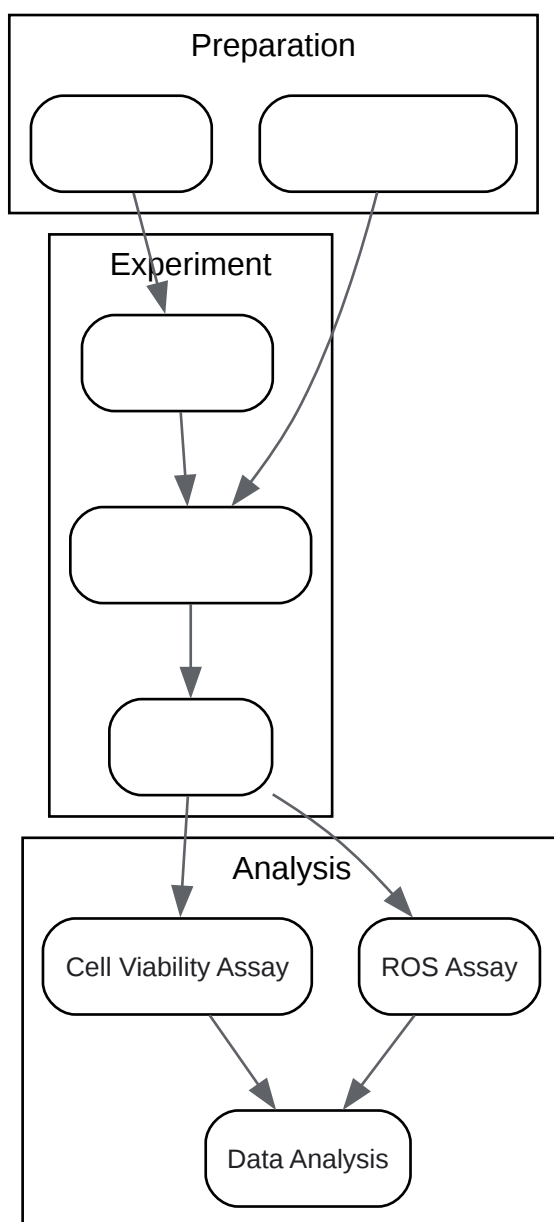 Preparation
Experiment
Analysis
Cell Viability Assay
ROS Assay
Data Analysis